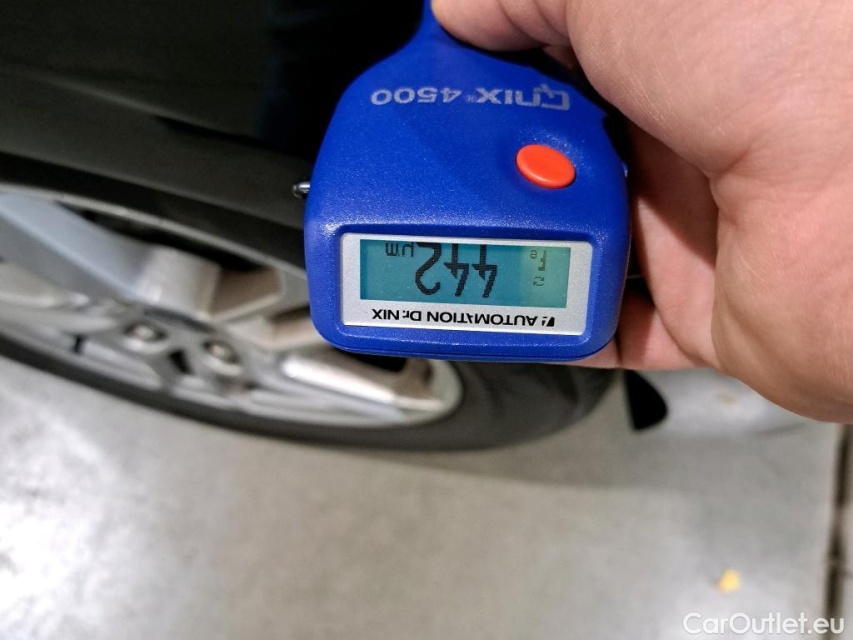 AUTOMATION Dr. NIX
Fe 442 µm
QNix® 4500
CarOutlet.eu